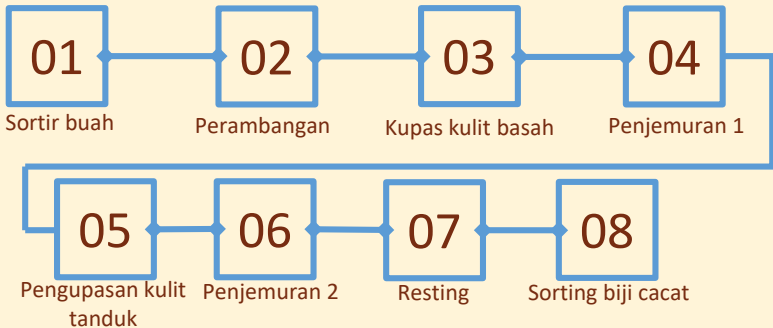 01
02
03
04
Sortir buah
Perambangan
Kupas kulit basah
Penjemuran 1
05
06
07
08
Pengupasan kulit
tanduk
Penjemuran 2
Resting
Sorting biji cacat